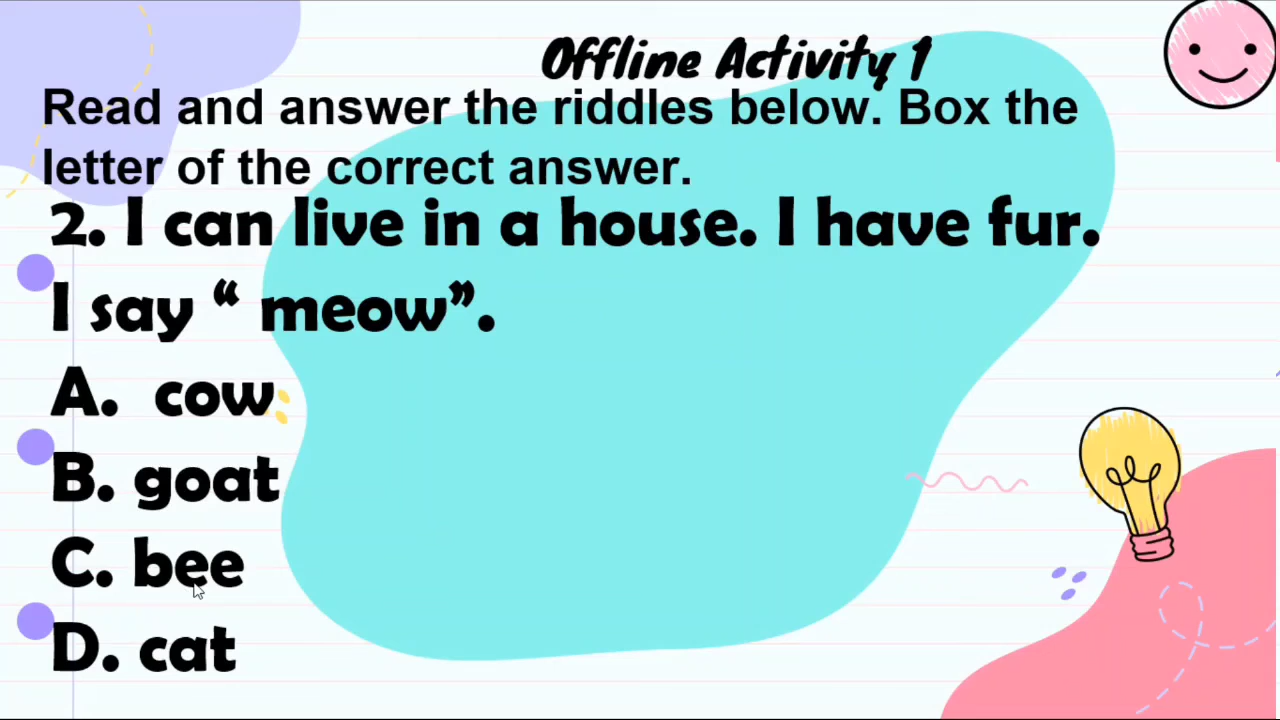 Offline Activity 1
Read and answer the riddles below. Box the
letter of the correct answer.
2. I can live in a house. I have fur.
I say “ meow”.
A. cow
B. goat
C. bee
D. cat